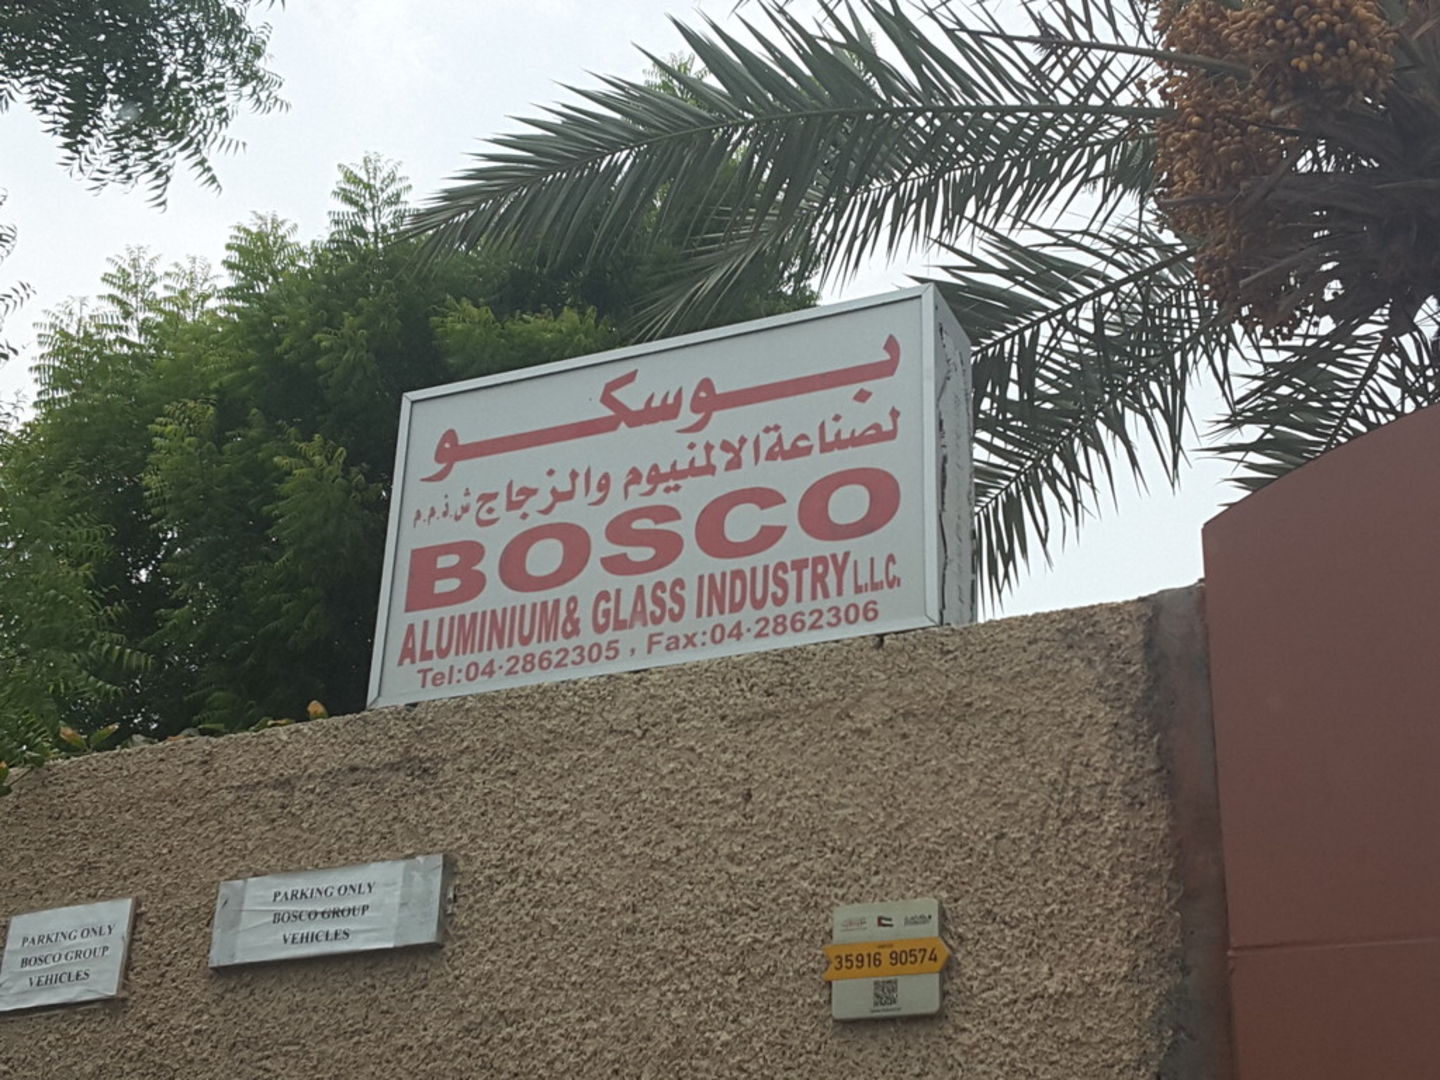 بوسكو
لصناعة الالمنيوم والزجاج ش.ذ.م.م
BOSCO
ALUMINIUM& GLASS INDUSTRY L.L.C.
Tel:04-2862305 , Fax:04-2862306
PARKING ONLY
BOSCO GROUP
VEHICLES
PARKING ONLY
BOSCO GROUP
VEHICLES
35916 90574